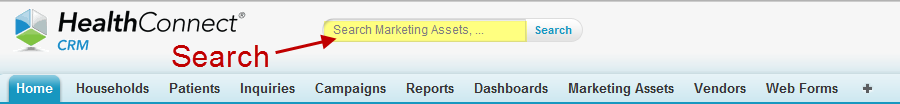 HealthConnect®
CRM
Search Marketing Assets, ...
Search
Search
Home Households Patients Inquiries Campaigns Reports Dashboards Marketing Assets Vendors Web Forms +